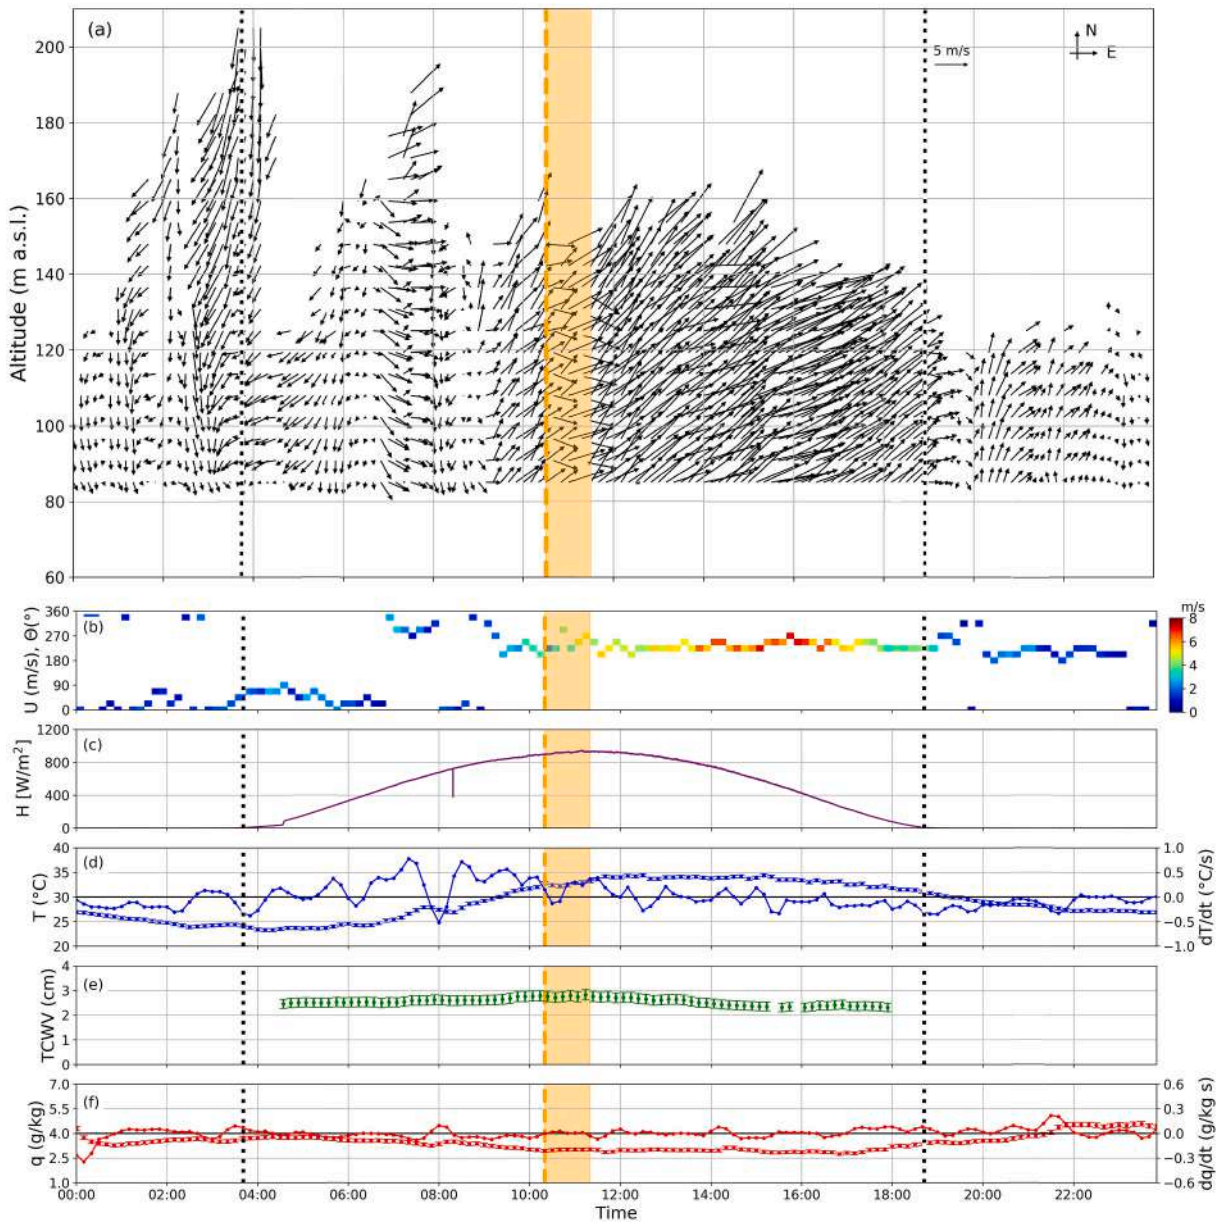 (a)
N
E
5 m/s
200
180
160
140
120
100
80
60
Altitude (m a.s.l.)
m/s
(b)
360
270
180
90
0
U (m/s), Θ(°)
8
6
4
2
0
(c)
1200
800
400
0
H [W/m²]
(d)
40
35
30
25
20
T (°C)
1.0
0.5
0.0
−0.5
−1.0
dT/dt (°C/s)
(e)
4
3
2
1
0
TCWV (cm)
(f)
7.0
5.5
4.0
2.5
1.0
q (g/kg)
0.6
0.3
0.0
−0.3
−0.6
dq/dt (g/kg s)
00:00 02:00 04:00 06:00 08:00 10:00 12:00 14:00 16:00 18:00 20:00 22:00
Time